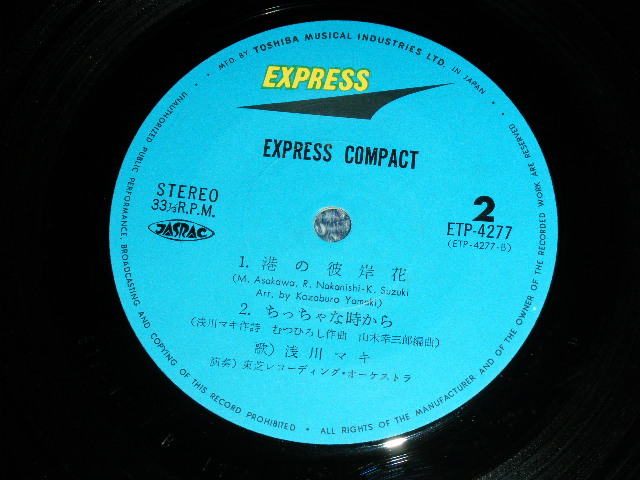 • MFD. BY TOSHIBA MUSICAL INDUSTRIES LTD. IN JAPAN •
EXPRESS
EXPRESS COMPACT
STEREO
33⅓R.P.M.
JASRAC
2
ETP-4277
(ETP-4277-B)
1. 港の彼岸花
(M. Asakawa, R. Nakanishi-K. Suzuki
Arr. by Kozaburo Yamaki)
2. ちっちゃな時から
(浅川マキ作詩 むつひろし作曲 山木幸三郎編曲)
歌) 浅川マキ
演奏)東芝レコーディング・オーケストラ
UNAUTHORIZED PUBLIC PERFORMANCE, BROADCASTING AND COPYING OF THIS RECORD PROHIBITED • ALL RIGHTS OF THE MANUFACTURER AND OF THE OWNER OF THE RECORDED WORK ARE RESERVED